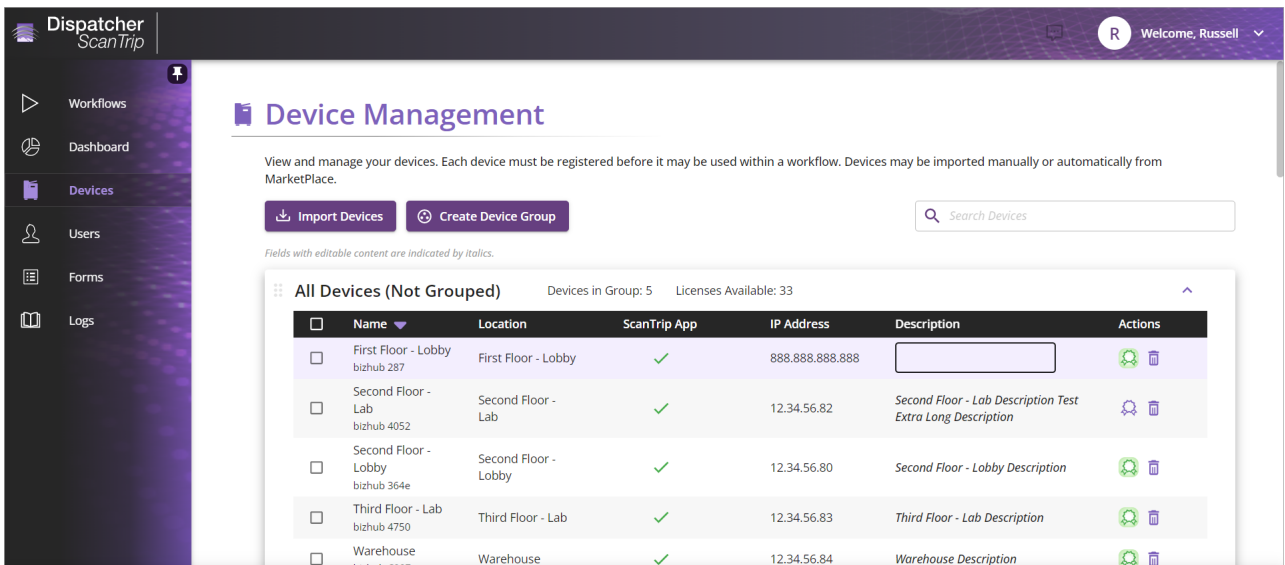 Dispatcher
ScanTrip
R Welcome, Russell
Workflows
Dashboard
Devices
Users
Forms
Logs
Device Management
View and manage your devices. Each device must be registered before it may be used within a workflow. Devices may be imported manually or automatically from
MarketPlace.
Import Devices Create Device Group Search Devices
Fields with editable content are indicated by italics.
All Devices (Not Grouped) Devices in Group: 5 Licenses Available: 33
Name Location ScanTrip App IP Address Description Actions
First Floor - Lobby
bizhub 287
First Floor - Lobby
888.888.888.888
Second Floor -
Lab
bizhub 4052
Second Floor -
Lab
12.34.56.82
Second Floor - Lab Description Test
Extra Long Description
Second Floor -
Lobby
bizhub 364e
Second Floor -
Lobby
12.34.56.80
Second Floor - Lobby Description
Third Floor - Lab
bizhub 4750
Third Floor - Lab
12.34.56.83
Third Floor - Lab Description
Warehouse
Warehouse
12.34.56.84
Warehouse Description